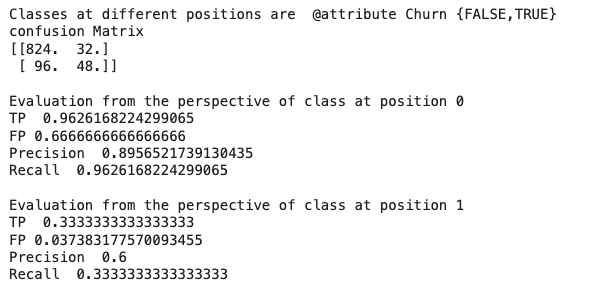 Classes at different positions are  @attribute Churn {FALSE,TRUE}
confusion Matrix
[[824.  32.]
 [ 96.  48.]]

Evaluation from the perspective of class at position 0
TP  0.9626168224299065
FP 0.6666666666666666
Precision  0.8956521739130435
Recall  0.9626168224299065

Evaluation from the perspective of class at position 1
TP  0.3333333333333333
FP 0.037383177570093455
Precision  0.6
Recall  0.3333333333333333